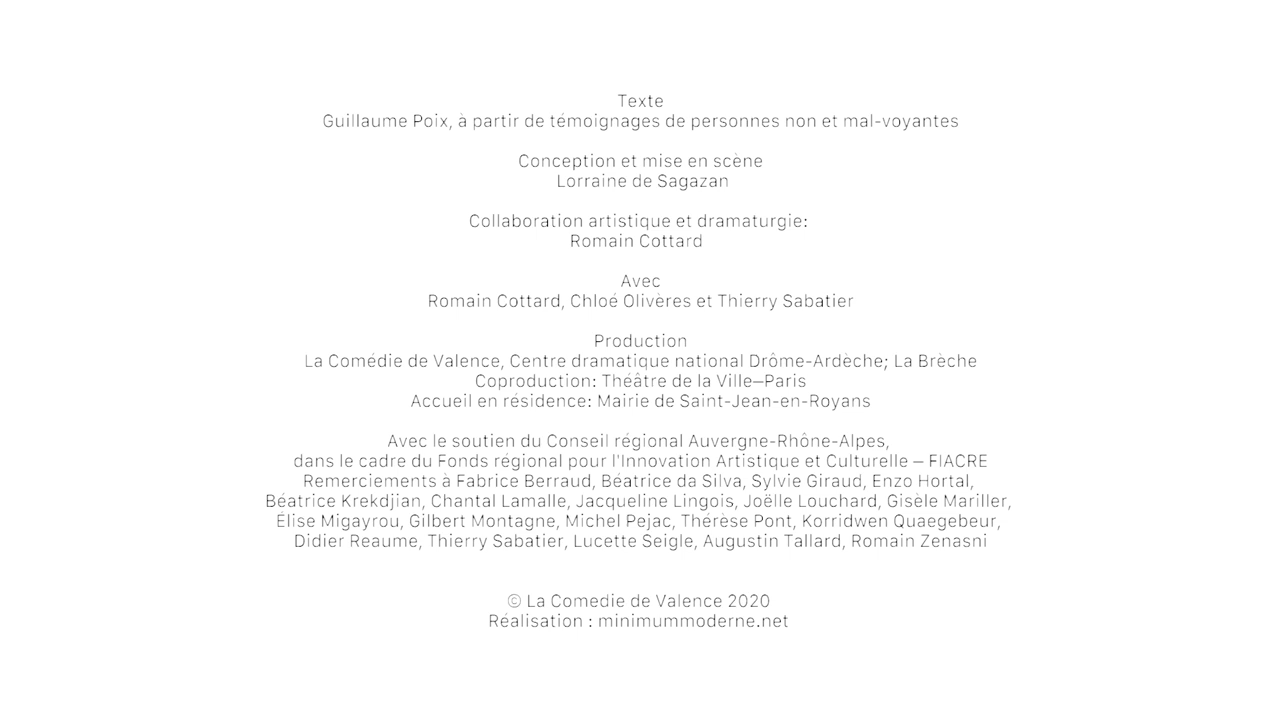 Texte
Guillaume Poix, à partir de témoignages de personnes non et mal-voyantes
Conception et mise en scène
Lorraine de Sagazan
Collaboration artistique et dramaturgie:
Romain Cottard
Avec
Romain Cottard, Chloé Olivères et Thierry Sabatier
Production
La Comédie de Valence, Centre dramatique national Drôme-Ardèche; La Brèche
Coproduction: Théâtre de la Ville–Paris
Accueil en résidence: Mairie de Saint-Jean-en-Royans
Avec le soutien du Conseil régional Auvergne-Rhône-Alpes,
dans le cadre du Fonds régional pour l'Innovation Artistique et Culturelle – FIACRE
Remerciements à Fabrice Berraud, Béatrice da Silva, Sylvie Giraud, Enzo Hortal,
Béatrice Krekdjian, Chantal Lamalle, Jacqueline Lingois, Joëlle Louchard, Gisèle Mariller,
Élise Migayrou, Gilbert Montagne, Michel Pejac, Thérèse Pont, Korridwen Quaegebeur,
Didier Reaume, Thierry Sabatier, Lucette Seigle, Augustin Tallard, Romain Zenasni
© La Comedie de Valence 2020
Réalisation : minimummoderne.net